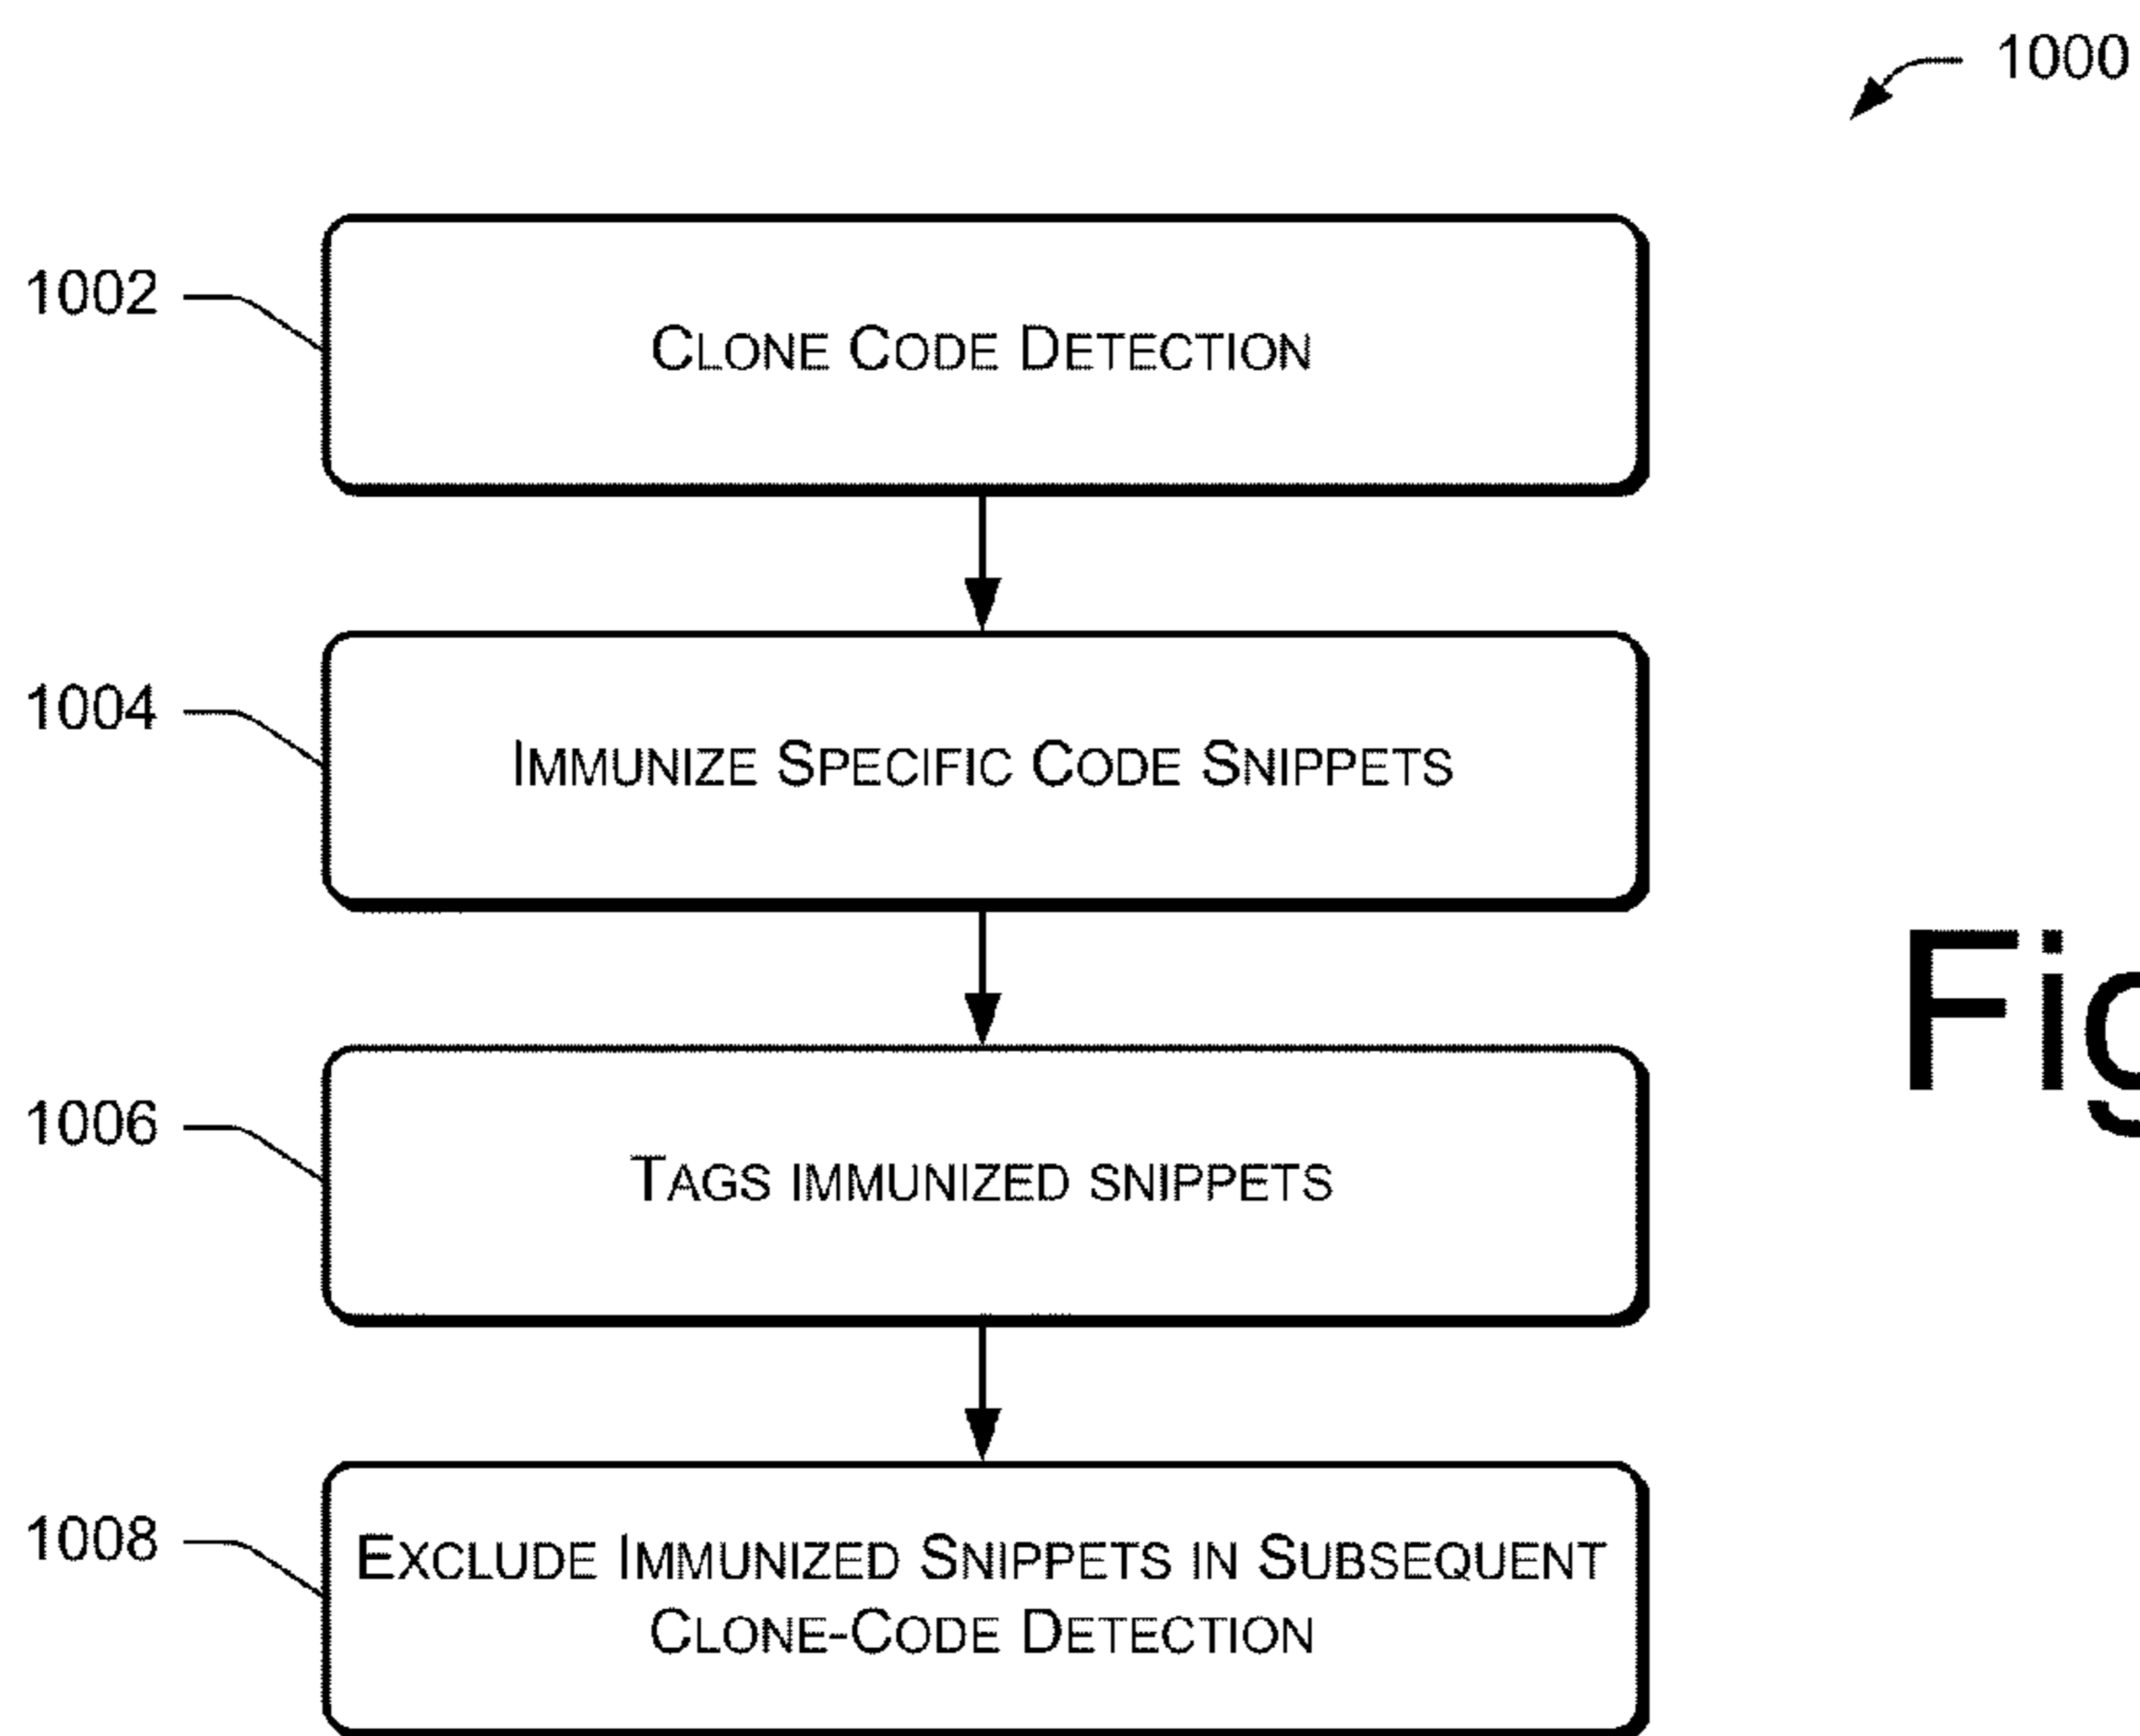 1000
1002
CLONE CODE DETECTION
1004
IMMUNIZE SPECIFIC CODE SNIPPETS
1006
TAGS IMMUNIZED SNIPPETS
1008
EXCLUDE IMMUNIZED SNIPPETS IN SUBSEQUENT
CLONE-CODE DETECTION